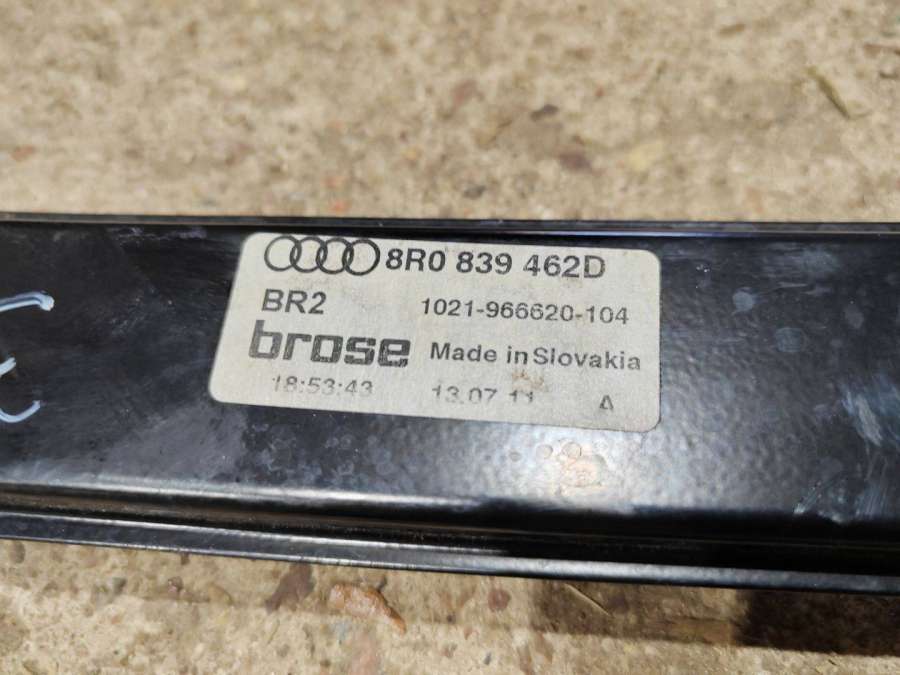 8R0 839 462D
BR2 1021-966620-104
brose Made in Slovakia
18:53:43 13.07.11 A